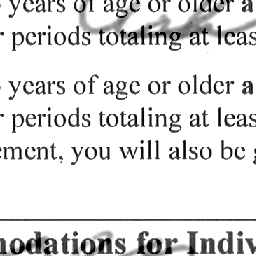 years of age or older a
periods totaling at leas
years of age or older a
r periods totaling at leas
ement, you will also be g
nodations for Indiv